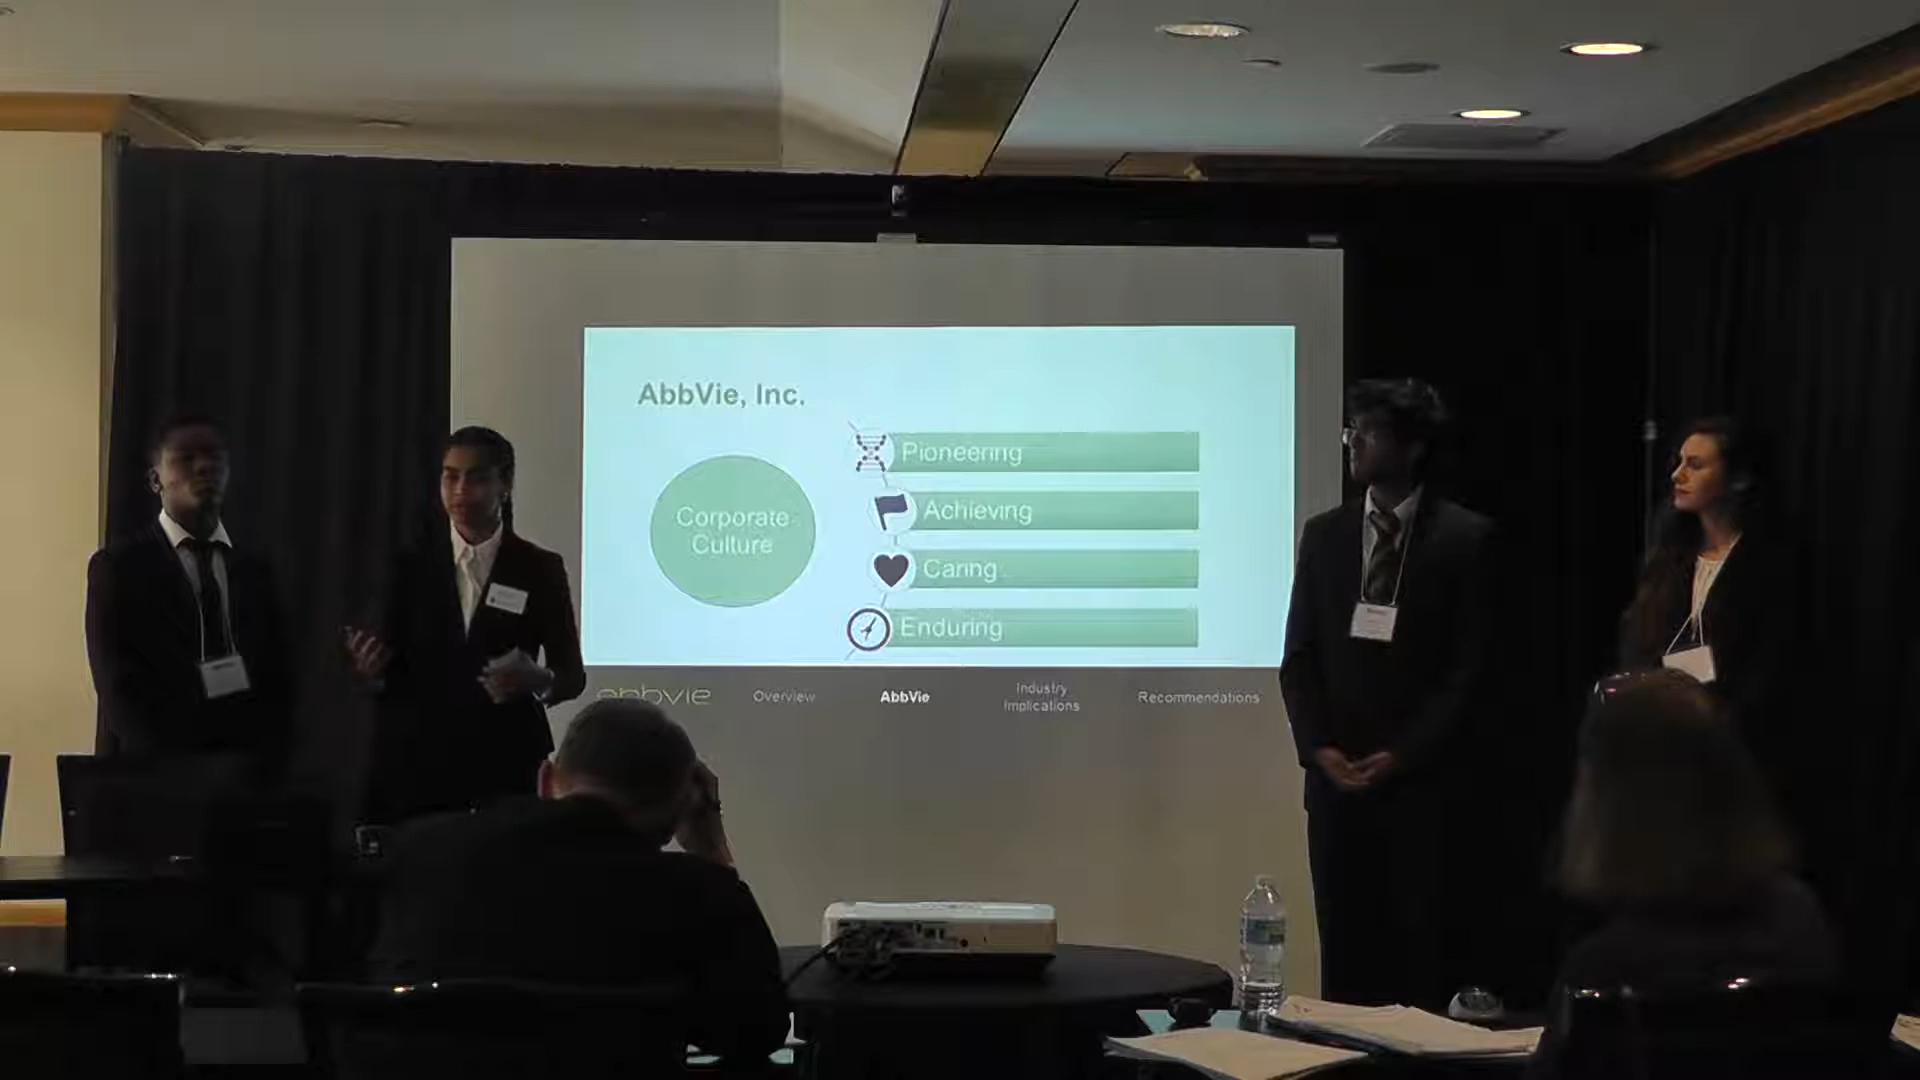 AbbVie, Inc.
Corporate
Culture
Pioneering
Achieving
Caring
Enduring
abbvie
Overview
AbbVie
Industry
Implications
Recommendations